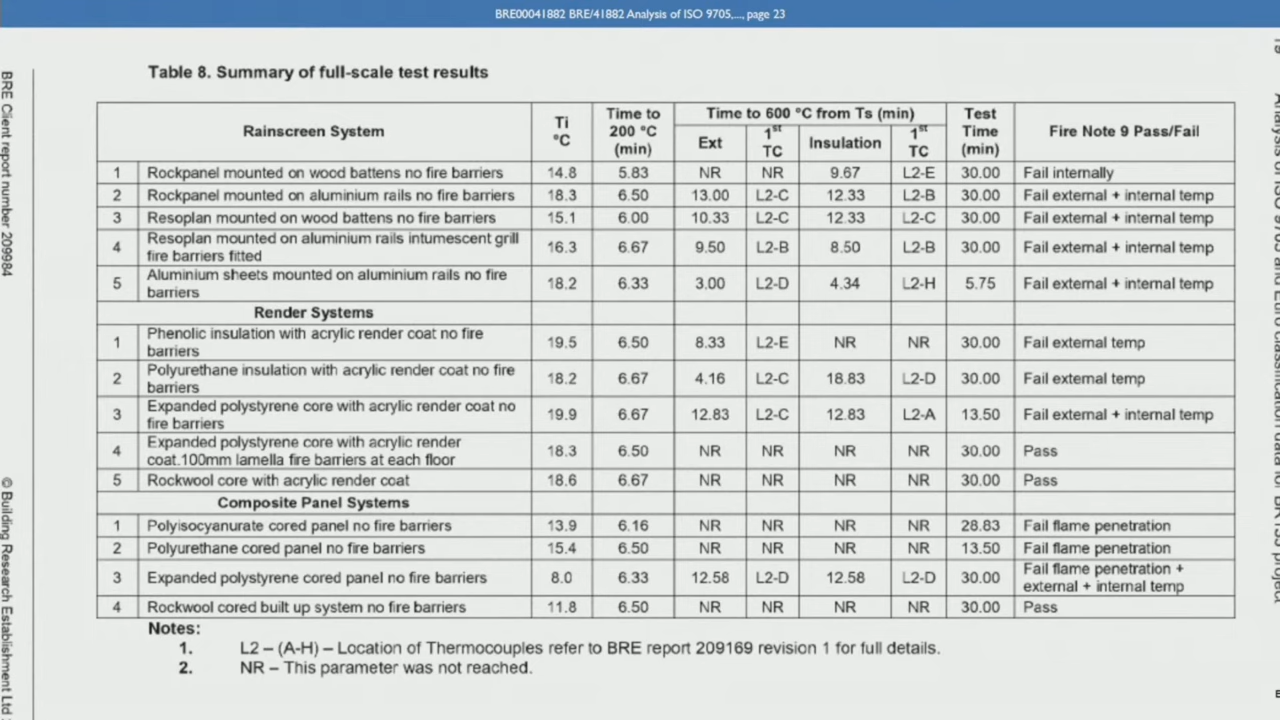 BRE00041882 BRE/41882 Analysis of ISO 9705,..., page 23
Table 8. Summary of full-scale test results
Rainscreen System Ti °C Time to 200 °C (min) Time to 600 °C from Ts (min) Ext 1st TC Insulation 1st TC Test Time (min) Fire Note 9 Pass/Fail
1 Rockpanel mounted on wood battens no fire barriers 14.8 5.83 NR NR 9.67 L2-E 30.00 Fail internally
2 Rockpanel mounted on aluminium rails no fire barriers 18.3 6.50 13.00 L2-C 12.33 L2-B 30.00 Fail external + internal temp
3 Resoplan mounted on wood battens no fire barriers 15.1 6.00 10.33 L2-C 12.33 L2-C 30.00 Fail external + internal temp
4 Resoplan mounted on aluminium rails intumescent grill fire barriers fitted 16.3 6.67 9.50 L2-B 8.50 L2-B 30.00 Fail external + internal temp
5 Aluminium sheets mounted on aluminium rails no fire barriers 18.2 6.33 3.00 L2-D 4.34 L2-H 5.75 Fail external + internal temp
Render Systems
1 Phenolic insulation with acrylic render coat no fire barriers 19.5 6.50 8.33 L2-E NR NR 30.00 Fail external temp
2 Polyurethane insulation with acrylic render coat no fire barriers 18.2 6.67 4.16 L2-C 18.83 L2-D 30.00 Fail external temp
3 Expanded polystyrene core with acrylic render coat no fire barriers 19.9 6.67 12.83 L2-C 12.83 L2-A 13.50 Fail external + internal temp
4 Expanded polystyrene core with acrylic render coat.100mm lamella fire barriers at each floor 18.3 6.50 NR NR NR NR 30.00 Pass
5 Rockwool core with acrylic render coat 18.6 6.67 NR NR NR NR 30.00 Pass
Composite Panel Systems
1 Polyisocyanurate cored panel no fire barriers 13.9 6.16 NR NR NR NR 28.83 Fail flame penetration
2 Polyurethane cored panel no fire barriers 15.4 6.50 NR NR NR NR 13.50 Fail flame penetration
3 Expanded polystyrene cored panel no fire barriers 8.0 6.33 12.58 L2-D 12.58 L2-D 30.00 Fail flame penetration + external + internal temp
4 Rockwool cored built up system no fire barriers 11.8 6.50 NR NR NR NR 30.00 Pass
Notes:
1. L2 – (A-H) – Location of Thermocouples refer to BRE report 209169 revision 1 for full details.
2. NR – This parameter was not reached.
BRE Client report number 209984
© Building Research Establishment Ltd